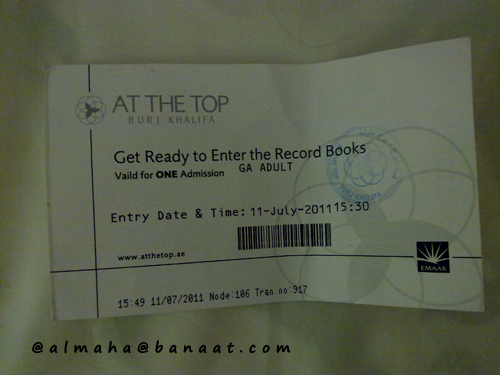 AT THE TOP
BURJ KHALIFA
Get Ready to Enter the Record Books
Vaild for ONE Admission GA ADULT
Entry Date & Time: 11-July-2011 15:30
www.atthetop.ae
EMAAR
15:49 11/07/2011 Node:106 Tran no:917
@almaha@banaat.com